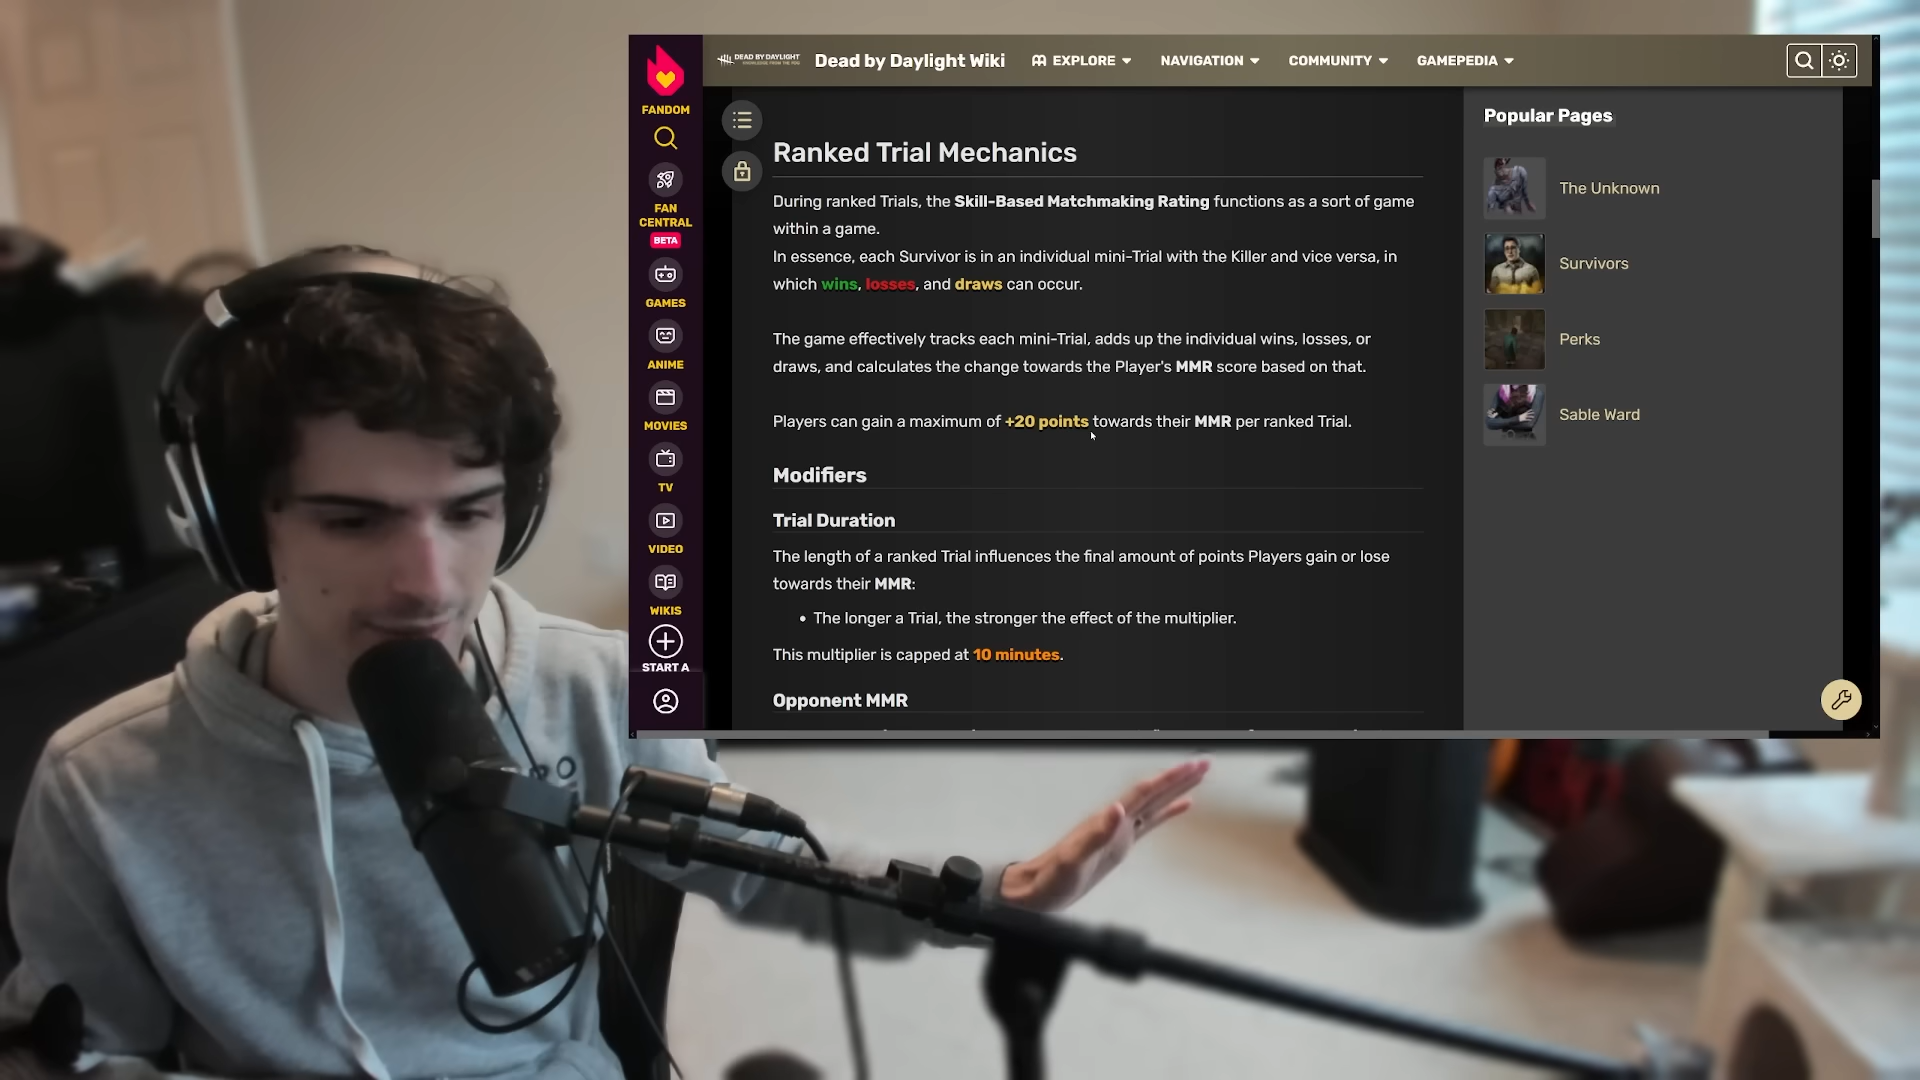 FANDOM
FAN
CENTRAL
BETA
GAMES
ANIME
MOVIES
TV
VIDEO
WIKIS
START A
DEAD BY DAYLIGHT
Dead by Daylight Wiki
EXPLORE
NAVIGATION
COMMUNITY
GAMEPEDIA
Ranked Trial Mechanics
During ranked Trials, the Skill-Based Matchmaking Rating functions as a sort of game
within a game.
In essence, each Survivor is in an individual mini-Trial with the Killer and vice versa, in
which wins, losses, and draws can occur.
The game effectively tracks each mini-Trial, adds up the individual wins, losses, or
draws, and calculates the change towards the Player's MMR score based on that.
Players can gain a maximum of +20 points towards their MMR per ranked Trial.
Modifiers
Trial Duration
The length of a ranked Trial influences the final amount of points Players gain or lose
towards their MMR:
• The longer a Trial, the stronger the effect of the multiplier.
This multiplier is capped at 10 minutes.
Opponent MMR
Popular Pages
The Unknown
Survivors
Perks
Sable Ward